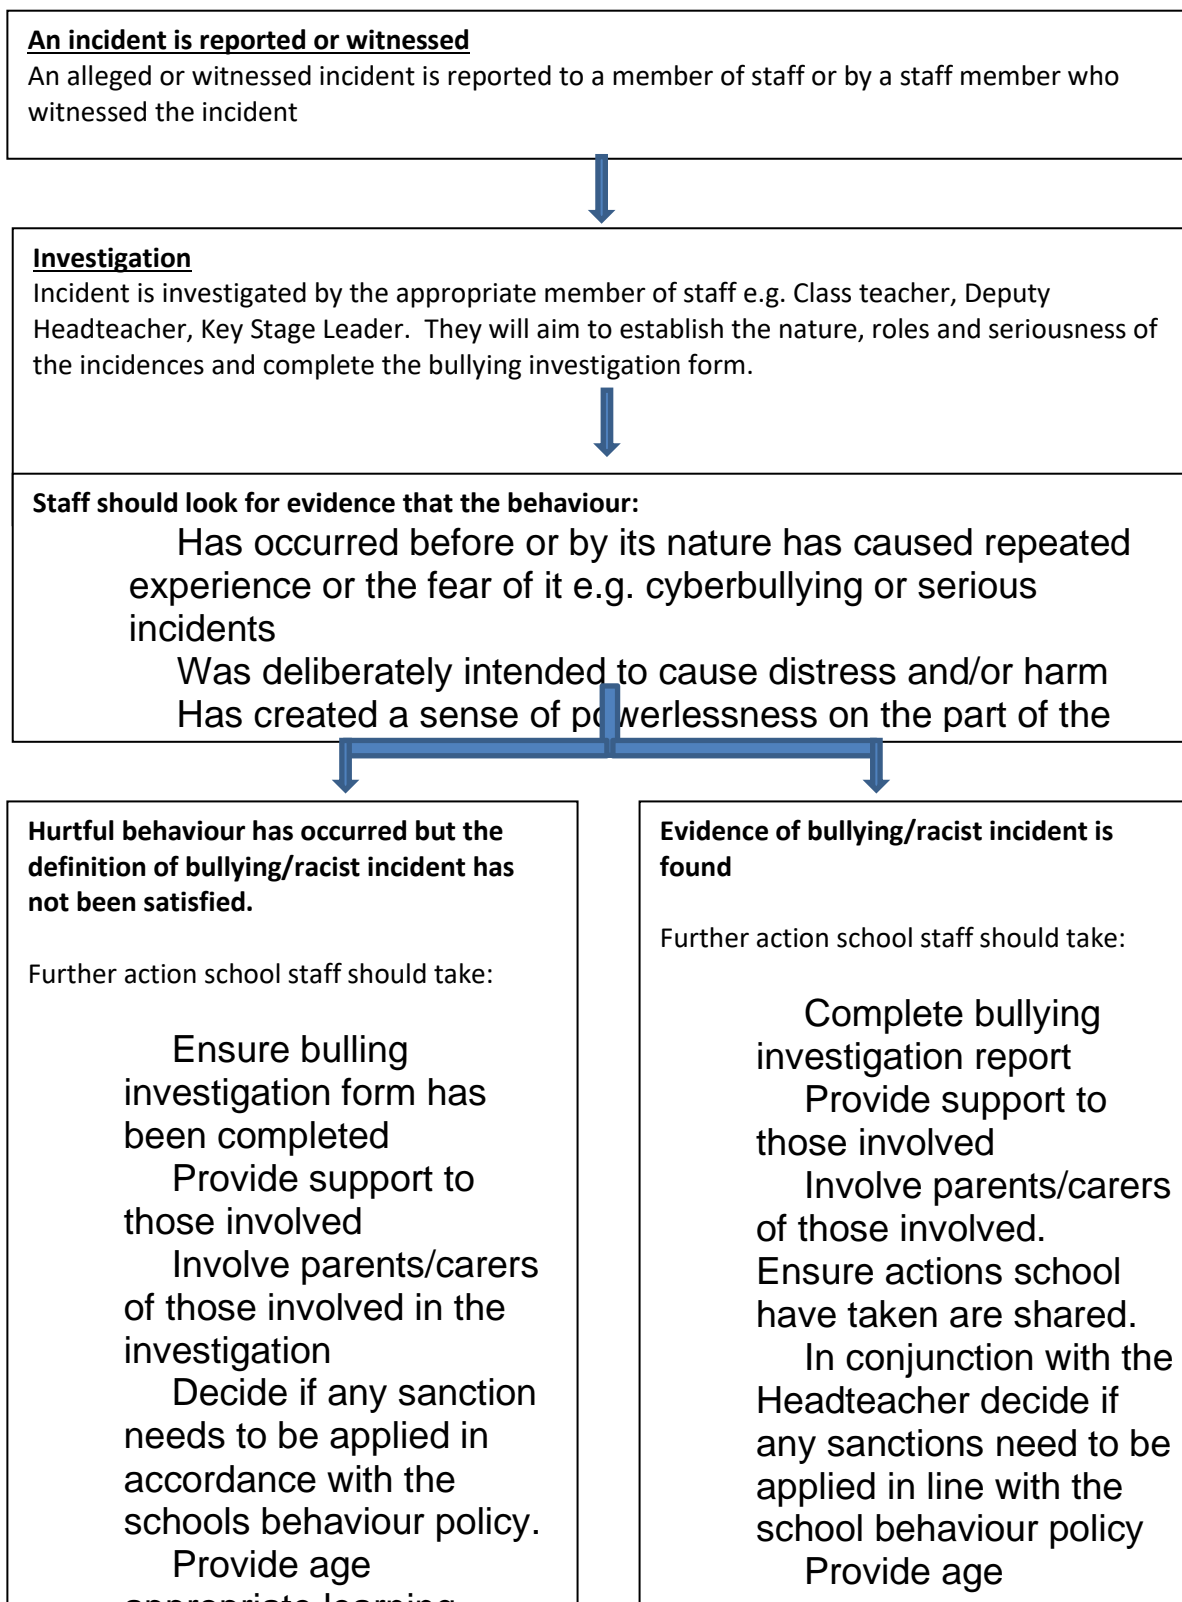 An incident is reported or witnessed
An alleged or witnessed incident is reported to a member of staff or by a staff member who
witnessed the incident
Investigation
Incident is investigated by the appropriate member of staff e.g. Class teacher, Deputy
Headteacher, Key Stage Leader.  They will aim to establish the nature, roles and seriousness of
the incidences and complete the bullying investigation form.
Staff should look for evidence that the behaviour:
Has occurred before or by its nature has caused repeated
experience or the fear of it e.g. cyberbullying or serious
incidents
Was deliberately intended to cause distress and/or harm
Has created a sense of powerlessness on the part of the
Hurtful behaviour has occurred but the
definition of bullying/racist incident has
not been satisfied.
Further action school staff should take:
Ensure bulling
investigation form has
been completed
Provide support to
those involved
Involve parents/carers
of those involved in the
investigation
Decide if any sanction
needs to be applied in
accordance with the
schools behaviour policy.
Provide age
appropriate learning
Evidence of bullying/racist incident is
found
Further action school staff should take:
Complete bullying
investigation report
Provide support to
those involved
Involve parents/carers
of those involved.
Ensure actions school
have taken are shared.
In conjunction with the
Headteacher decide if
any sanctions need to be
applied in line with the
school behaviour policy
Provide age